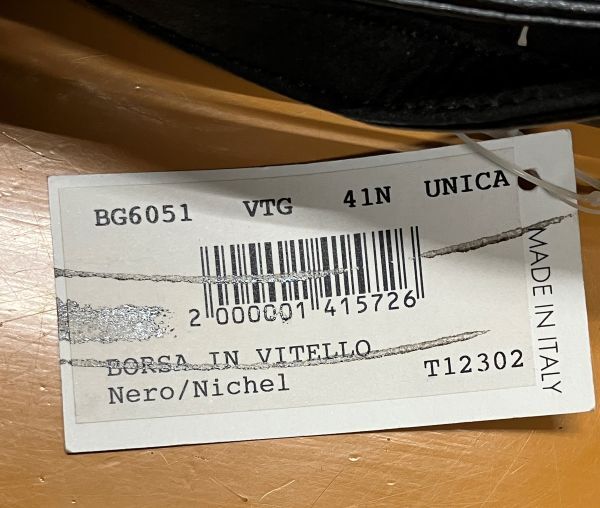 BG6051 VTG 41N UNICA
2 000001 415726
BORSA IN VITELLO
Nero/Nichel
T12302
MADE IN ITALY